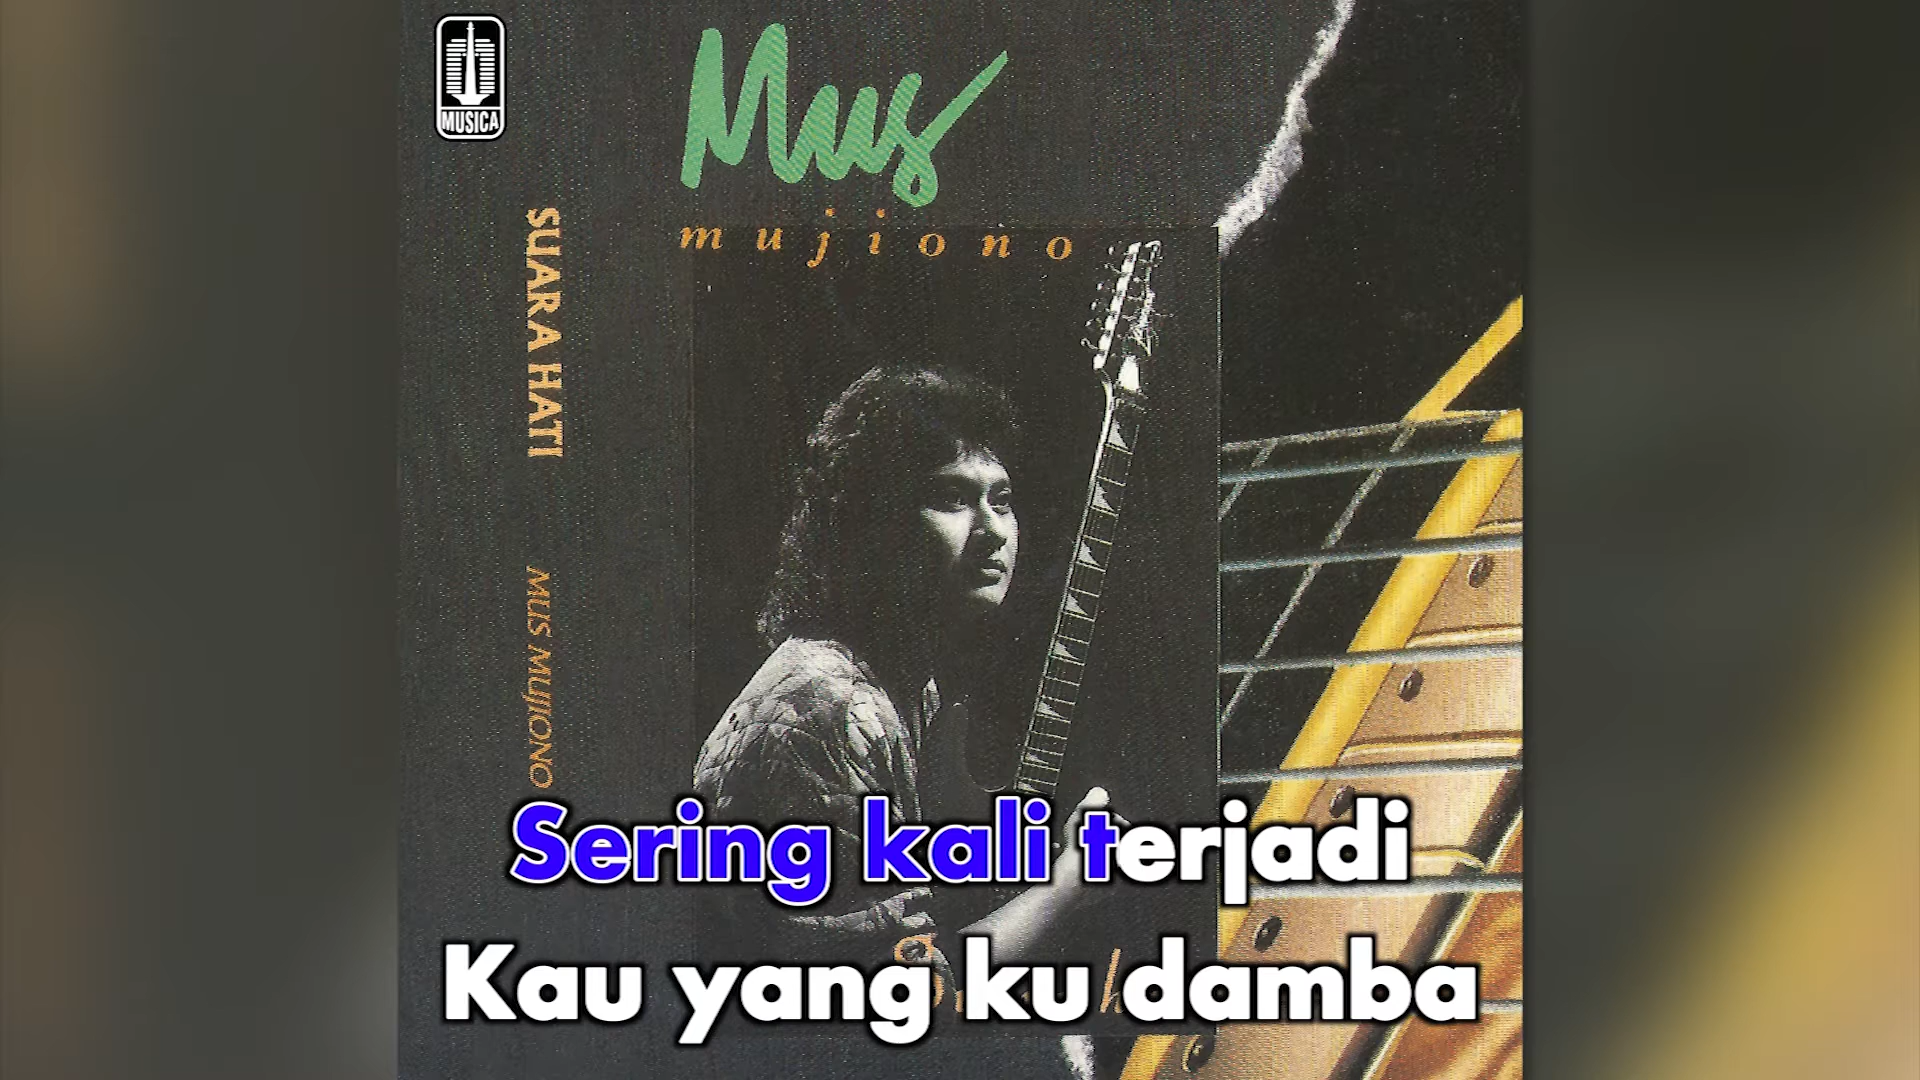 MUSICA
Mus
mujiono
SUARA HATI
MUS MUJIONO
Sering kali terjadi
Kau yang ku damba